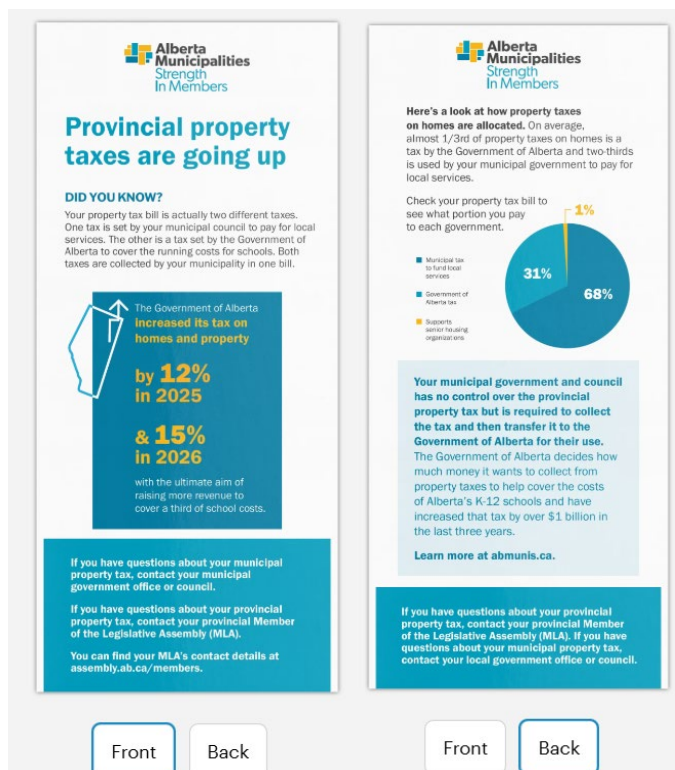 Alberta
Municipalities
Strength
In Members
Provincial property
taxes are going up
DID YOU KNOW?
Your property tax bill is actually two different taxes.
One tax is set by your municipal council to pay for local
services. The other is a tax set by the Government of
Alberta to cover the running costs for schools. Both
taxes are collected by your municipality in one bill.
The Government of Alberta
increased its tax on
homes and property
by 12%
in 2025
& 15%
in 2026
with the ultimate aim of
raising more revenue to
cover a third of school costs.
If you have questions about your municipal
property tax, contact your municipal
government office or council.
If you have questions about your provincial
property tax, contact your provincial Member
of the Legislative Assembly (MLA).
You can find your MLA's contact details at
assembly.ab.ca/members.
Front
Back
Alberta
Municipalities
Strength
In Members
Here's a look at how property taxes
on homes are allocated. On average,
almost 1/3rd of property taxes on homes is a
tax by the Government of Alberta and two-thirds
is used by your municipal government to pay for
local services.
Check your property tax bill to
see what portion you pay
to each government.
1%
31%
68%
Municipal tax
to fund local
services
Government of
Alberta tax
Supports
senior housing
organizations
Your municipal government and council
has no control over the provincial
property tax but is required to collect
the tax and then transfer it to the
Government of Alberta for their use.
The Government of Alberta decides how
much money it wants to collect from
property taxes to help cover the costs
of Alberta's K-12 schools and have
increased that tax by over $1 billion in
the last three years.
Learn more at abmunis.ca.
If you have questions about your provincial
property tax, contact your provincial Member
of the Legislative Assembly (MLA). If you have
questions about your municipal property tax,
contact your local government office or council.
Front
Back